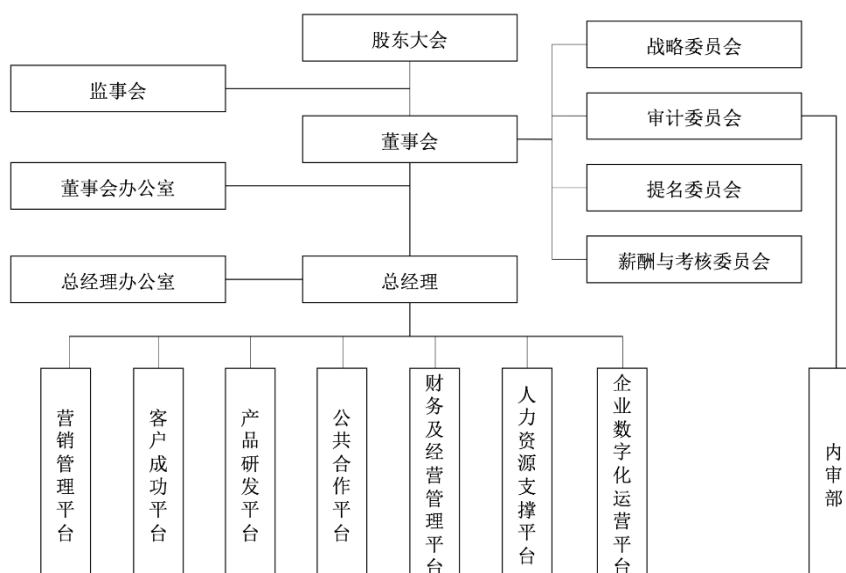 股东大会
战略委员会
监事会
审计委员会
董事会
董事会办公室
提名委员会
总经理办公室
总经理
薪酬与考核委员会
营销管理平台
客户成功平台
产品研发平台
公共合作平台
财务及经营管理平台
人力资源支撑平台
企业数字化运营平台
内审部